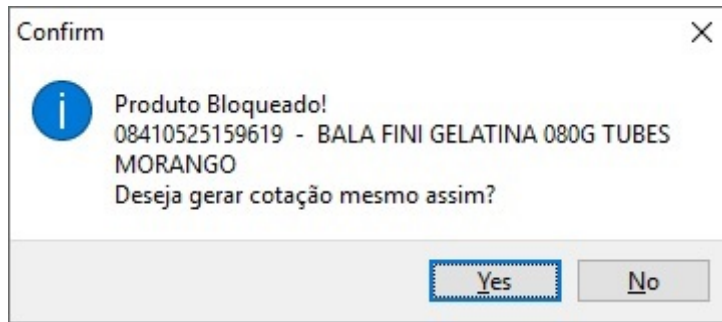 Confirm
Produto Bloqueado!
08410525159619 - BALA FINI GELATINA 080G TUBES
MORANGO
Deseja gerar cotação mesmo assim?
Yes
No